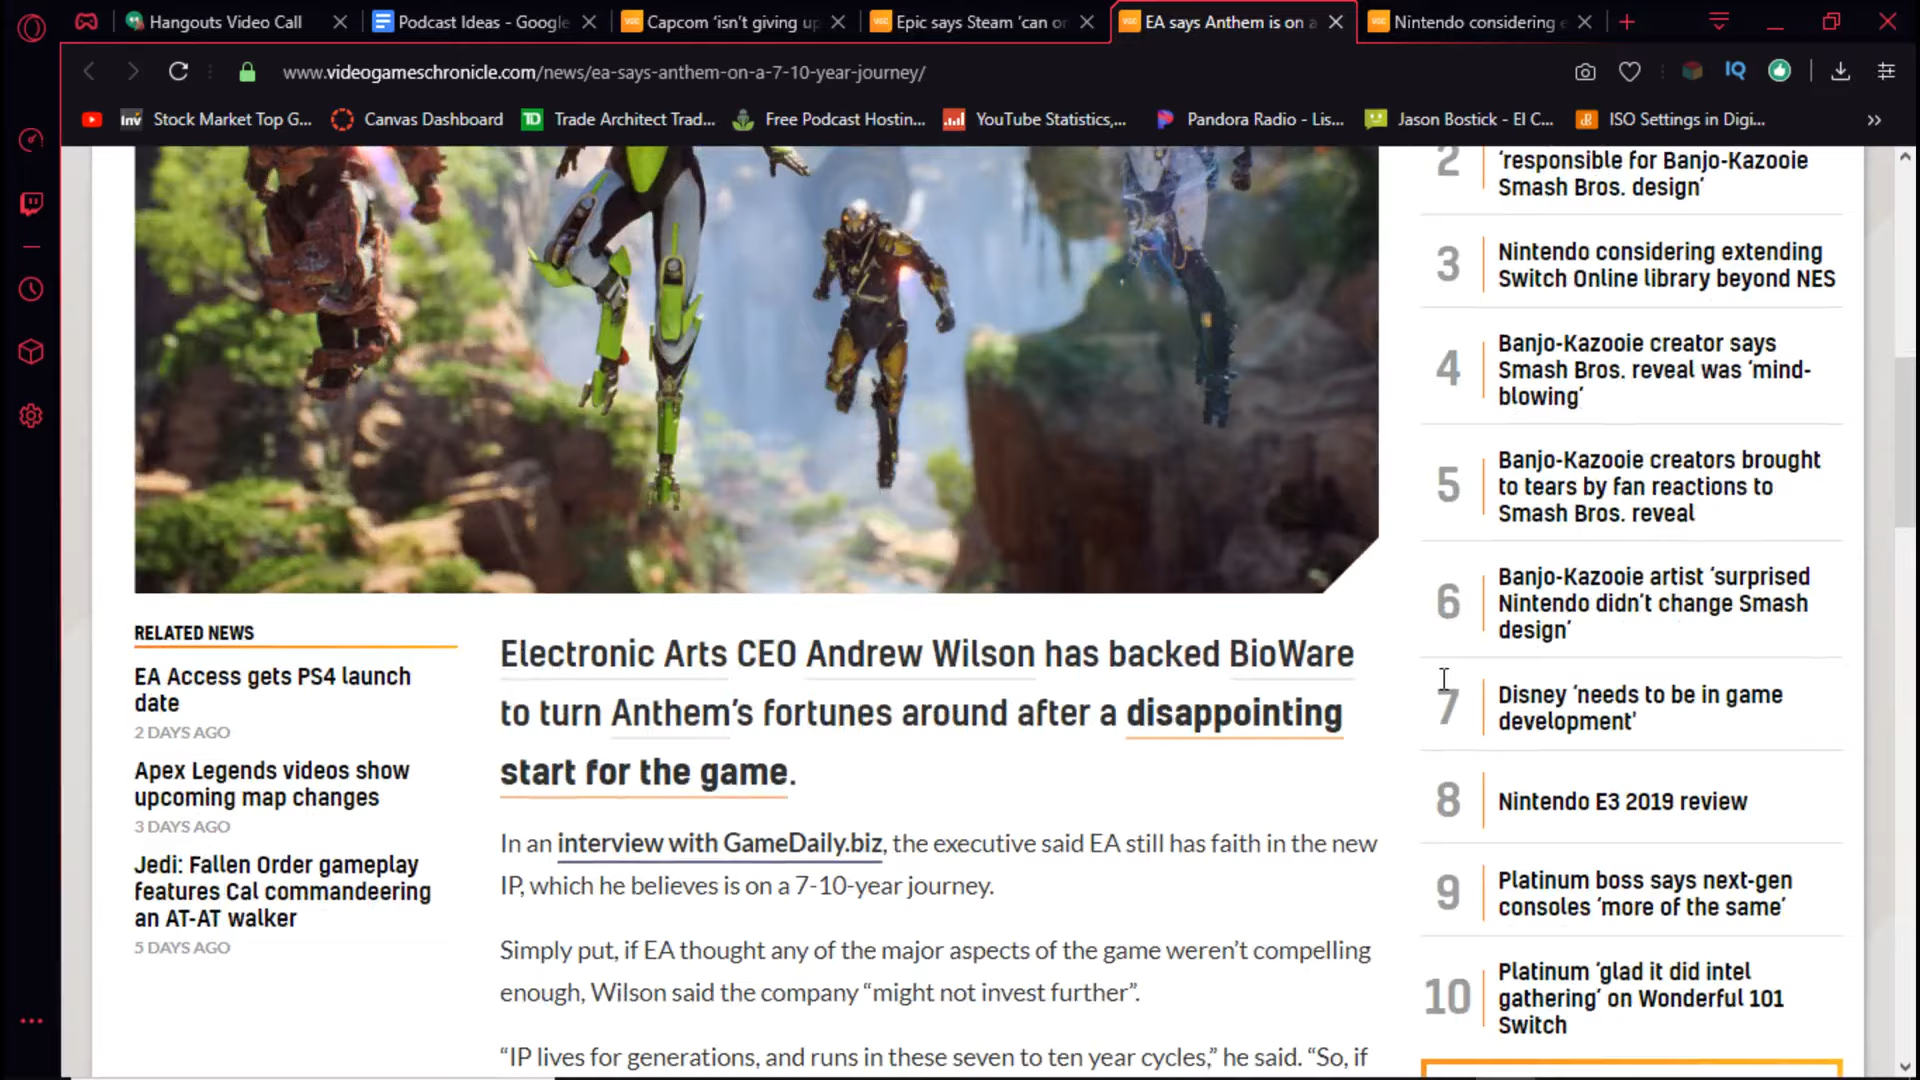 Hangouts Video Call
Podcast Ideas - Google
Capcom 'isn't giving up
Epic says Steam 'can or
EA says Anthem is on a
Nintendo considering e
www.videogameschronicle.com/news/ea-says-anthem-on-a-7-10-year-journey/
IQ
Inv Stock Market Top G...
Canvas Dashboard
TD Trade Architect Trad...
Free Podcast Hostin...
YouTube Statistics,...
Pandora Radio - Lis...
Jason Bostick - El C...
ISO Settings in Digi...
RELATED NEWS
EA Access gets PS4 launch
date
2 DAYS AGO
Apex Legends videos show
upcoming map changes
3 DAYS AGO
Jedi: Fallen Order gameplay
features Cal commandeering
an AT-AT walker
5 DAYS AGO
Electronic Arts CEO Andrew Wilson has backed BioWare
to turn Anthem's fortunes around after a disappointing
start for the game.
In an interview with GameDaily.biz, the executive said EA still has faith in the new
IP, which he believes is on a 7-10-year journey.
Simply put, if EA thought any of the major aspects of the game weren't compelling
enough, Wilson said the company “might not invest further”.
“IP lives for generations, and runs in these seven to ten year cycles,” he said. “So, if
2
'responsible for Banjo-Kazooie
Smash Bros. design'
3
Nintendo considering extending
Switch Online library beyond NES
4
Banjo-Kazooie creator says
Smash Bros. reveal was 'mind-
blowing'
5
Banjo-Kazooie creators brought
to tears by fan reactions to
Smash Bros. reveal
6
Banjo-Kazooie artist 'surprised
Nintendo didn't change Smash
design'
7
Disney 'needs to be in game
development'
8
Nintendo E3 2019 review
9
Platinum boss says next-gen
consoles 'more of the same'
10
Platinum 'glad it did intel
gathering' on Wonderful 101
Switch